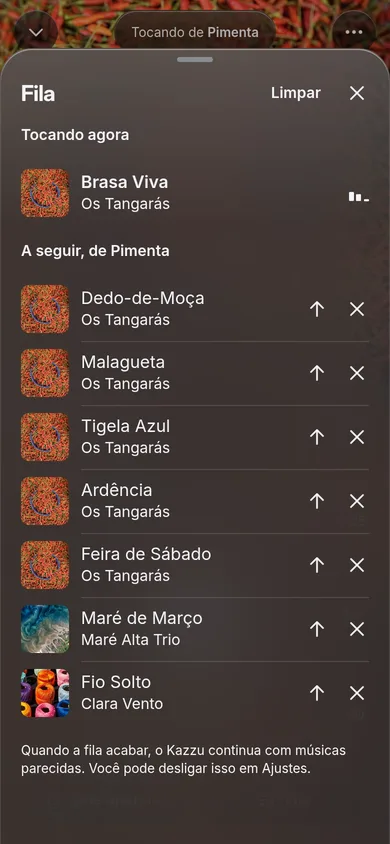 Tocando de Pimenta
Fila
Limpar
Tocando agora
Brasa Viva
Os Tangarás
A seguir, de Pimenta
Dedo-de-Moça
Os Tangarás
Malagueta
Os Tangarás
Tigela Azul
Os Tangarás
Ardência
Os Tangarás
Feira de Sábado
Os Tangarás
Maré de Março
Maré Alta Trio
Fio Solto
Clara Vento
Quando a fila acabar, o Kazzu continua com músicas
parecidas. Você pode desligar isso em Ajustes.